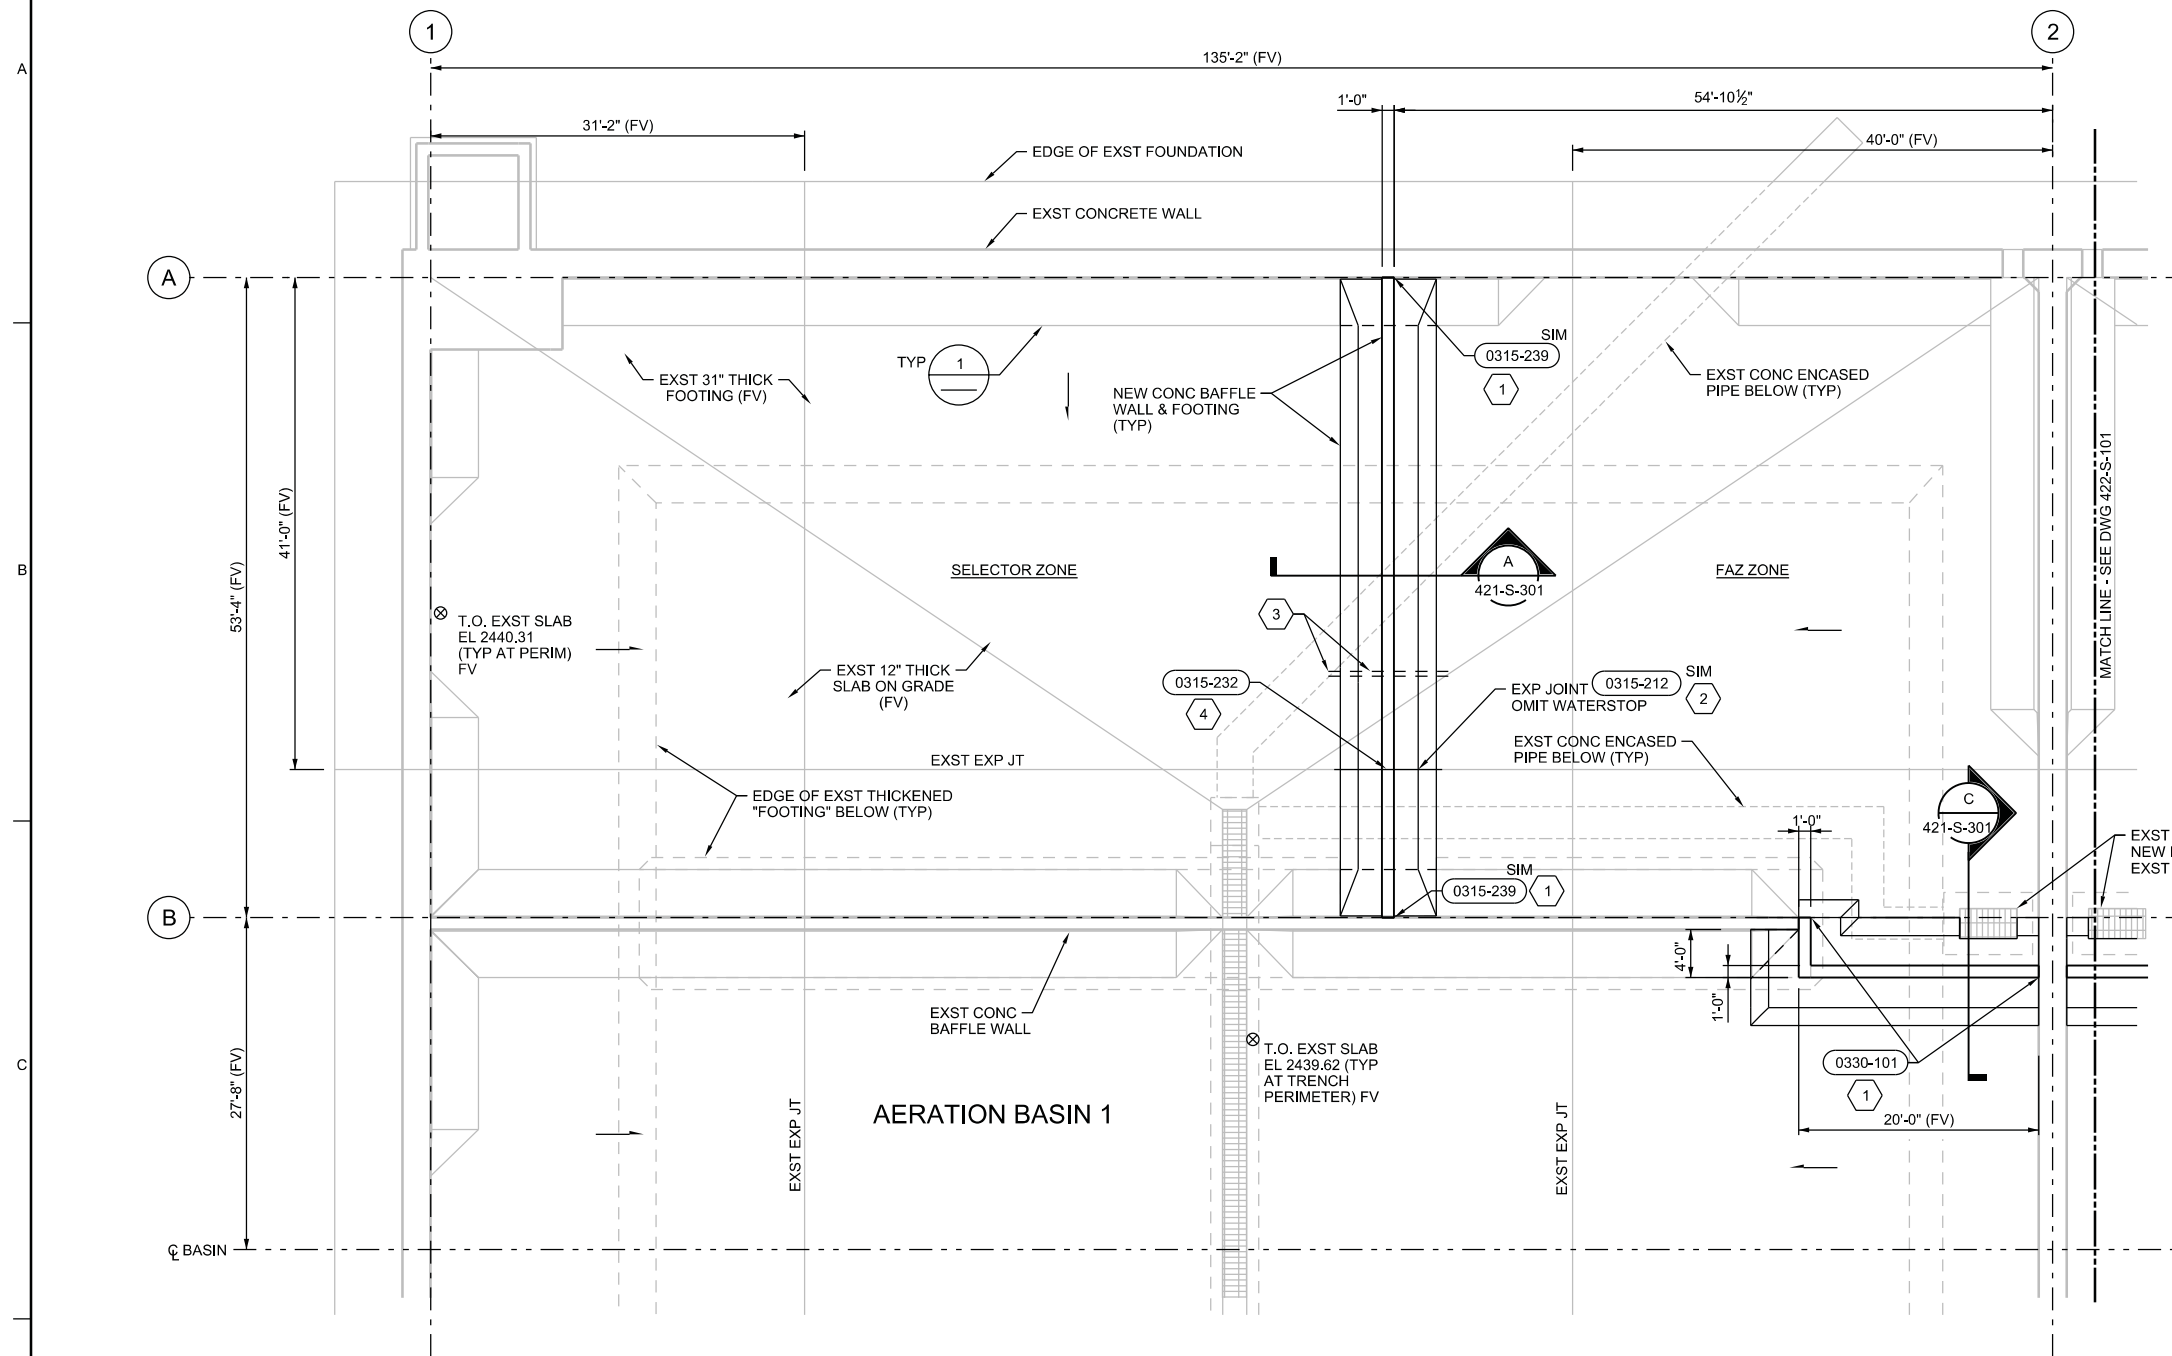 1
2
A
135'-2" (FV)
1'-0"
54'-10½"
31'-2" (FV)
40'-0" (FV)
EDGE OF EXST FOUNDATION
EXST CONCRETE WALL
A
SIM
0315-239
1
TYP
1
EXST 31" THICK
FOOTING (FV)
NEW CONC BAFFLE
WALL & FOOTING
(TYP)
EXST CONC ENCASED
PIPE BELOW (TYP)
MATCH LINE - SEE DWG 422-S-101
41'-0" (FV)
53'-4" (FV)
B
SELECTOR ZONE
A
421-S-301
FAZ ZONE
3
T.O. EXST SLAB
EL 2440.31
(TYP AT PERIM)
FV
EXST 12" THICK
SLAB ON GRADE
(FV)
0315-232
4
EXP JOINT
OMIT WATERSTOP
0315-212
SIM
2
EXST CONC ENCASED
PIPE BELOW (TYP)
EXST EXP JT
EDGE OF EXST THICKENED
"FOOTING" BELOW (TYP)
C
421-S-301
1'-0"
EXST
NEW
EXST
SIM
0315-239
1
B
4'-0"
1'-0"
EXST CONC
BAFFLE WALL
T.O. EXST SLAB
EL 2439.62 (TYP
AT TRENCH
PERIMETER) FV
C
27'-8" (FV)
0330-101
1
20'-0" (FV)
AERATION BASIN 1
EXST EXP JT
EXST EXP JT
℄ BASIN